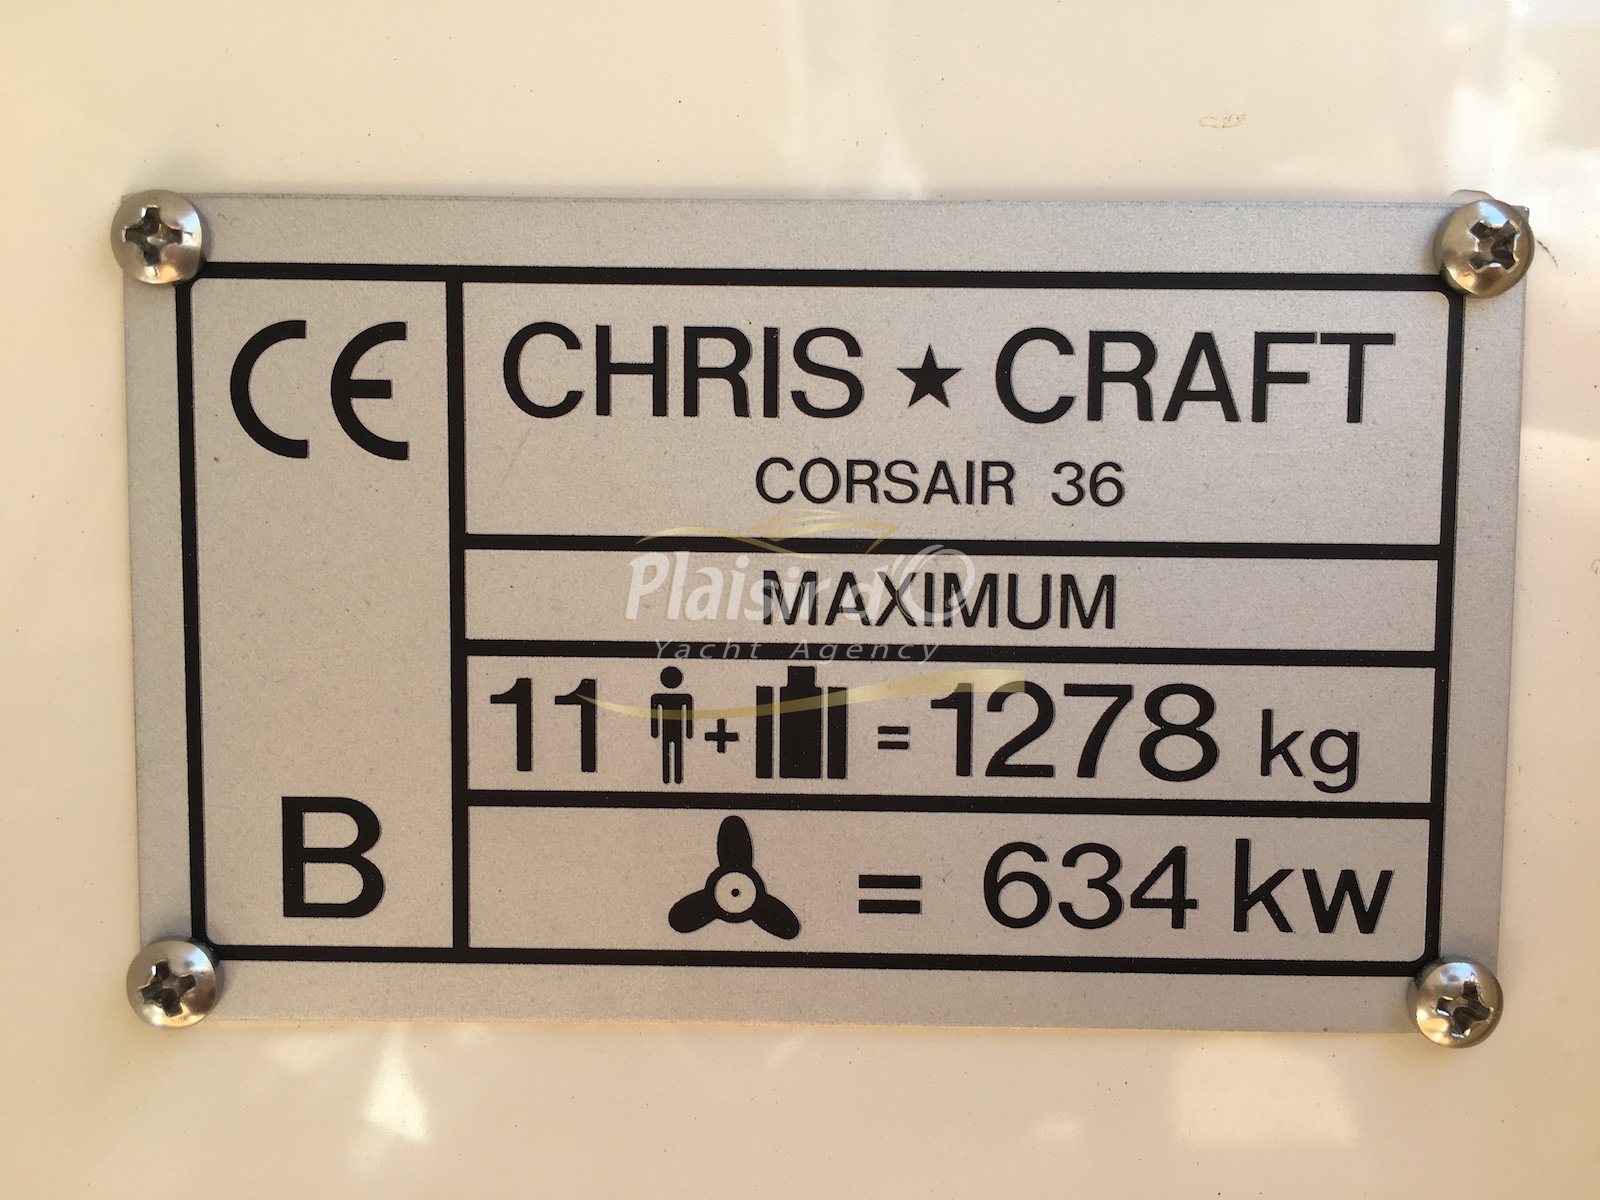 CE
CHRIS ★ CRAFT
CORSAIR 36
MAXIMUM
11 + = 1278 kg
B
= 634 kw
Plaisir d'O
Yacht Agency